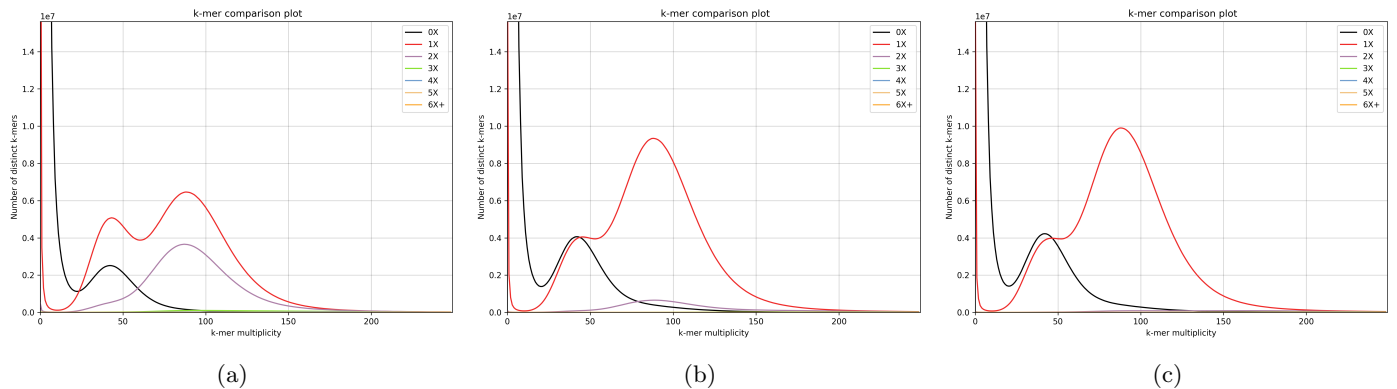 k-mer comparison plot
1e7
Number of distinct k-mers
1.4
1.2
1.0
0.8
0.6
0.4
0.2
0.0
0X
1X
2X
3X
4X
5X
6X+
0 50 100 150 200
k-mer multiplicity
(a)
k-mer comparison plot
1e7
Number of distinct k-mers
1.4
1.2
1.0
0.8
0.6
0.4
0.2
0.0
0X
1X
2X
3X
4X
5X
6X+
0 50 100 150 200
k-mer multiplicity
(b)
k-mer comparison plot
1e7
Number of distinct k-mers
1.4
1.2
1.0
0.8
0.6
0.4
0.2
0.0
0X
1X
2X
3X
4X
5X
6X+
0 50 100 150 200
k-mer multiplicity
(c)